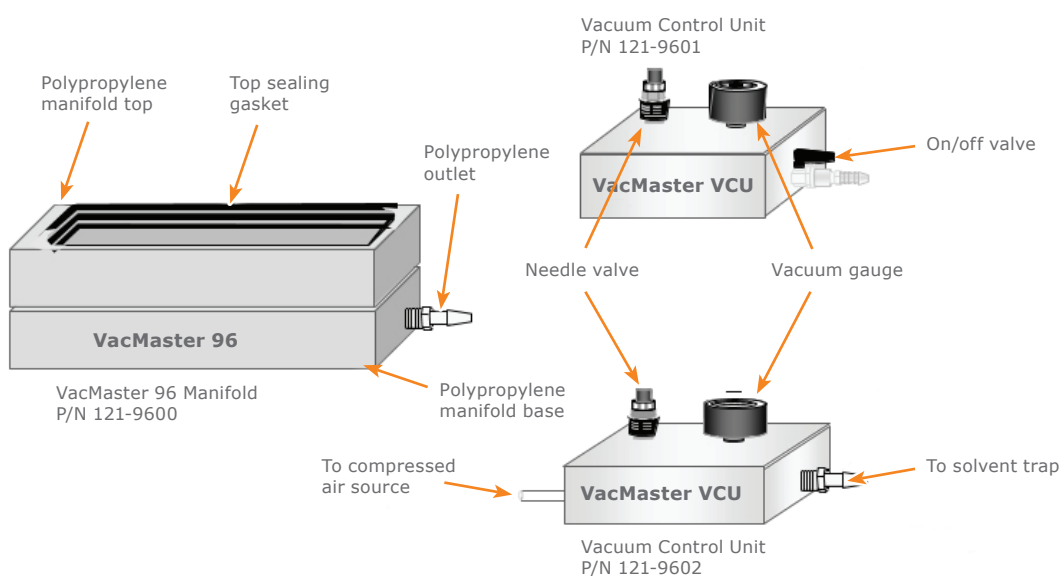 Vacuum Control Unit
P/N 121-9601
Polypropylene
manifold top
Top sealing
gasket
Polypropylene
outlet
On/off valve
VacMaster VCU
Needle valve
Vacuum gauge
VacMaster 96
VacMaster 96 Manifold
P/N 121-9600
Polypropylene
manifold base
To compressed
air source
To solvent trap
VacMaster VCU
Vacuum Control Unit
P/N 121-9602